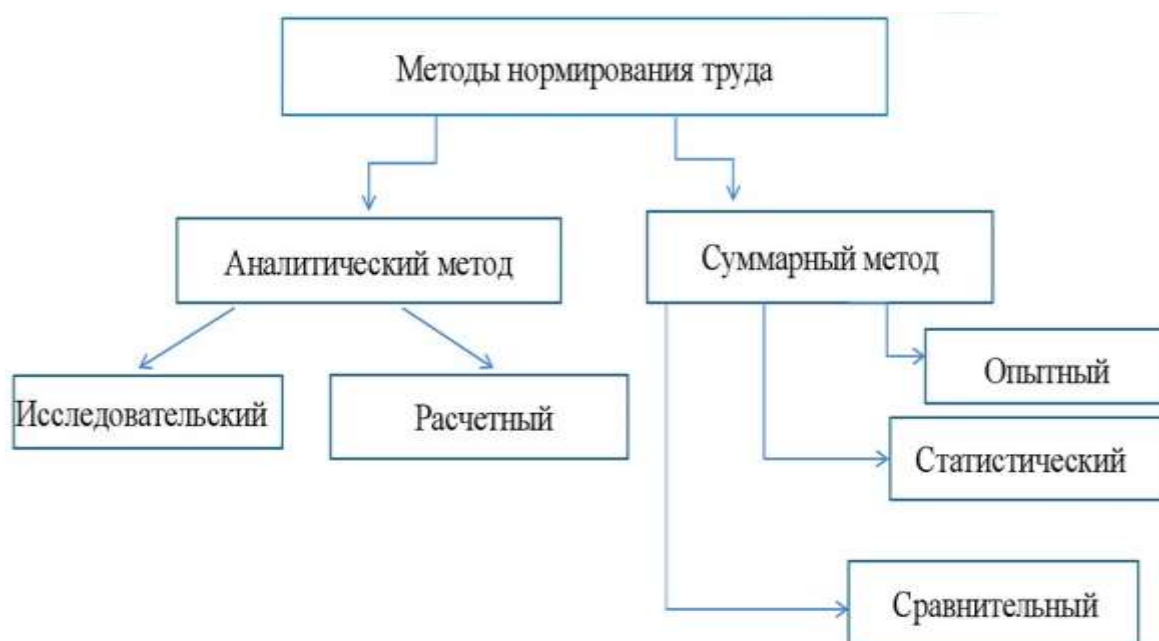 Методы нормирования труда
Аналитический метод
Суммарный метод
Исследовательский
Расчетный
Опытный
Статистический
Сравнительный